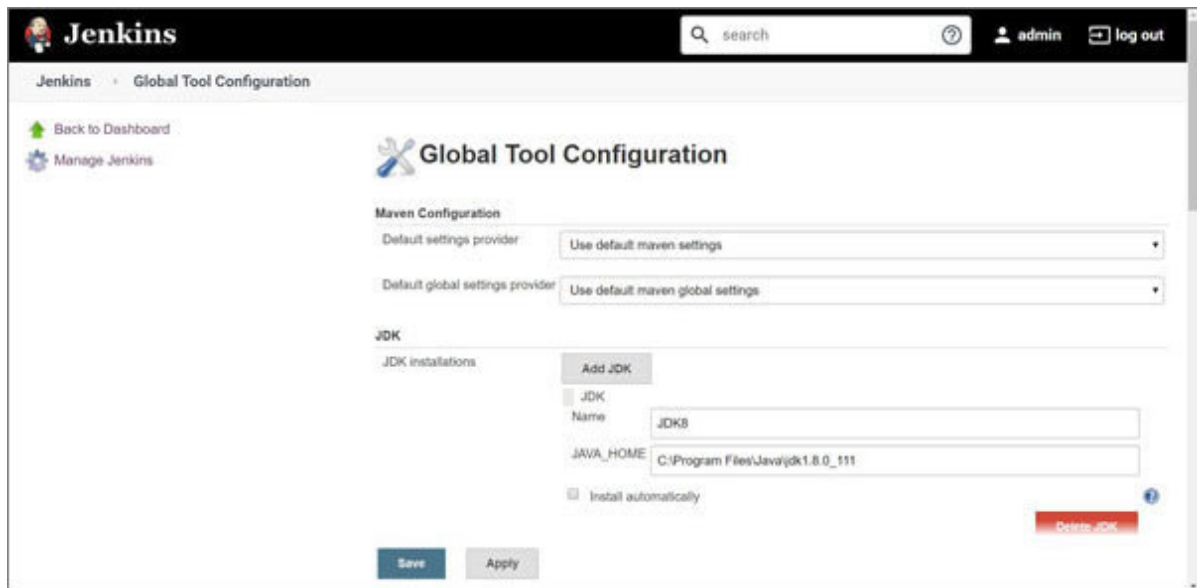 Jenkins
search
admin
log out
Jenkins
Global Tool Configuration
Back to Dashboard
Manage Jenkins
Global Tool Configuration
Maven Configuration
Default settings provider
Use default maven settings
Default global settings provider
Use default maven global settings
JDK
JDK installations
Add JDK
JDK
Name
JDK8
JAVA_HOME
C:\Program Files\Java\jdk1.8.0_111
Install automatically
Delete JDK
Save
Apply